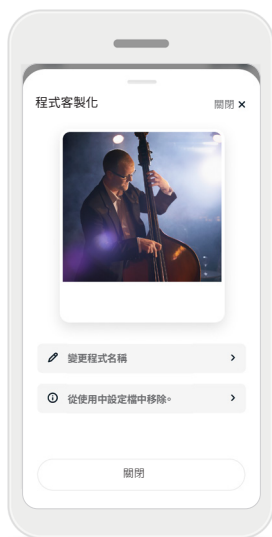 程式客製化
關閉 ×
變更程式名稱
從使用中設定檔中移除。
關閉